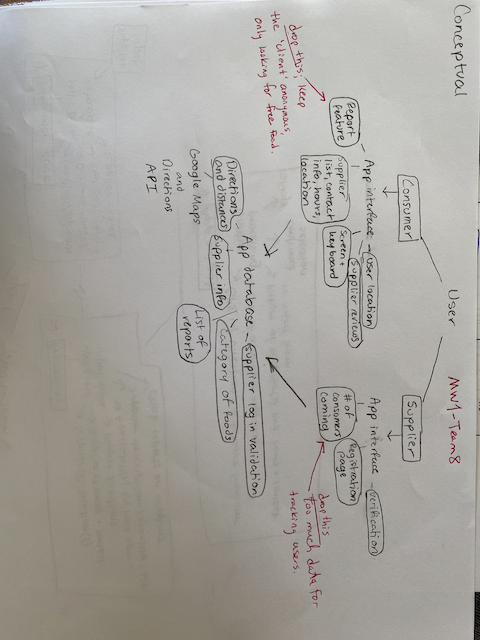 Conceptual
User
MW1-Team8
Consumer
Supplier
App interface
Report
feature
drop this, keep
the 'client' anonymous,
only looking for free food.
Supplier
list, contact
info, hours,
location
Screen +
keyboard
user location
supplier reviews
App interface
verification
Registration
page
# of
consumers
coming
drop this
too much data for
tracking users.
App database
supplier log in validation
Directions
and distances
Google Maps
and
Directions
API
Supplier info
Category of foods
List of
reports